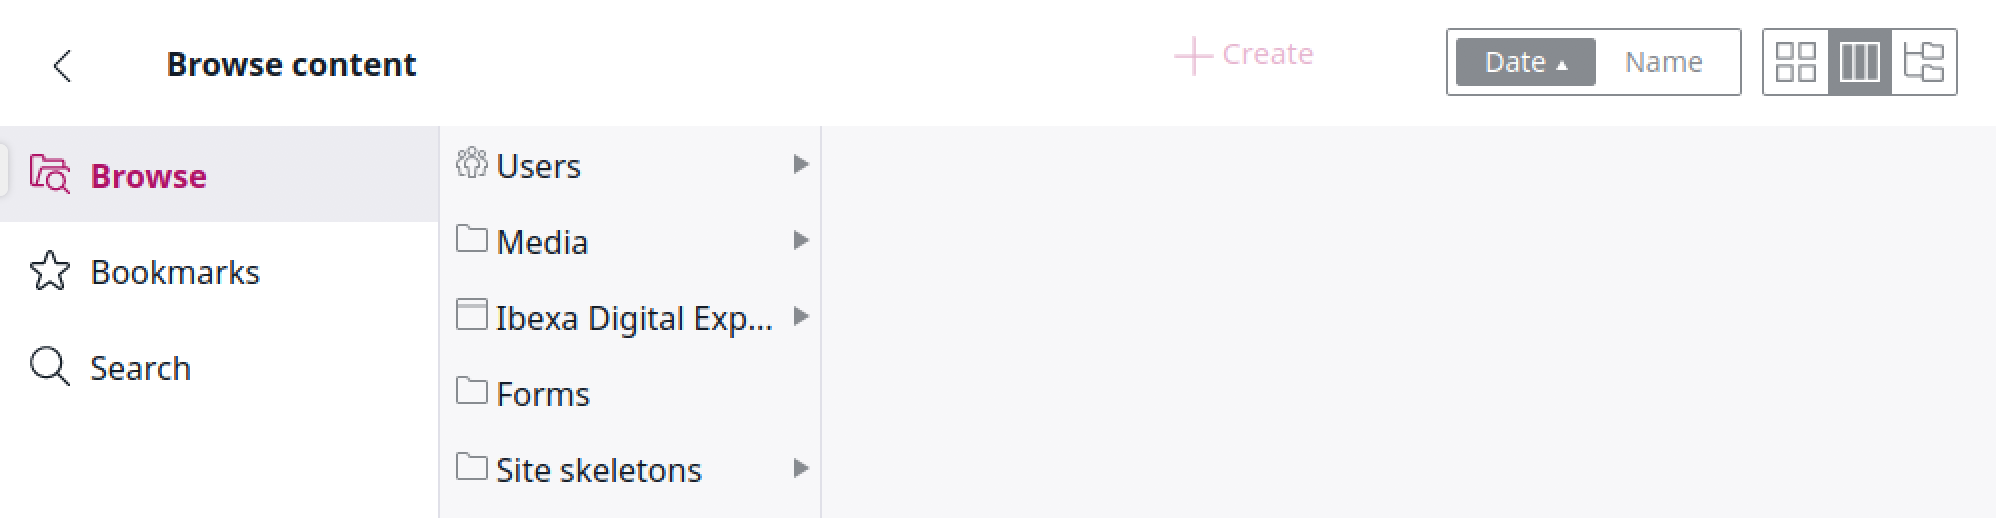 Browse content
Create
Date
Name
Browse
Bookmarks
Search
Users
Media
Ibexa Digital Exp...
Forms
Site skeletons